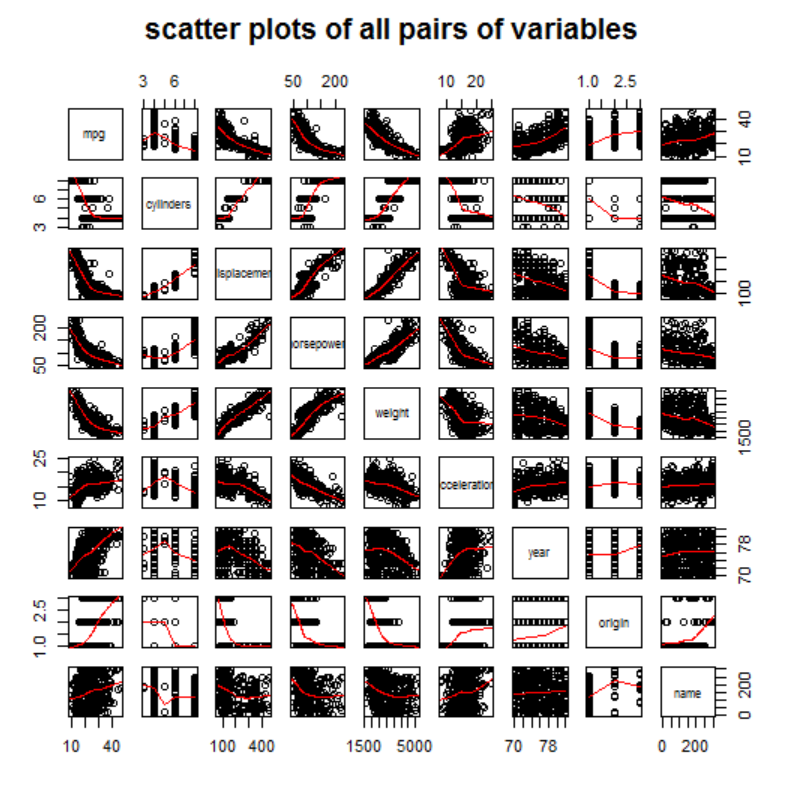 scatter plots of all pairs of variables
3 6 50 200 10 20 1.0 2.5
mpg 10 40
3 6 cylinders
lsplacemen 100
50 200 orsepowe
weight 1500
10 25 cceleratior
year 70 78
1.0 2.5 origin
name 0 200
10 40 100 400 1500 5000 70 78 0 200